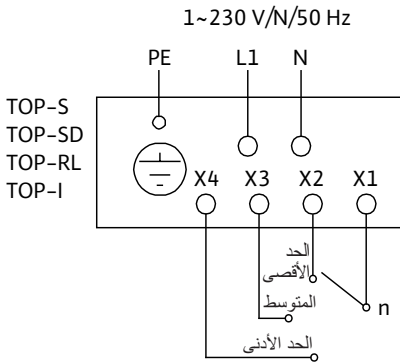 1~230 V/N/50 Hz
PE L1 N
TOP-S
TOP-SD
TOP-RL
TOP-I
X4 X3 X2 X1
الحد
الأقصى
المتوسط
n
الحد الأدنى